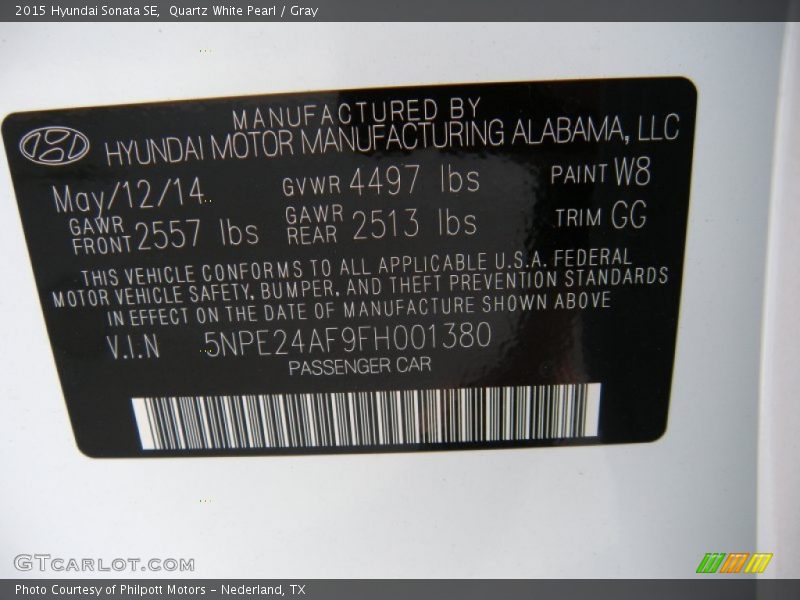 2015 Hyundai Sonata SE,  Quartz White Pearl / Gray
MANUFACTURED BY
HYUNDAI MOTOR MANUFACTURING ALABAMA, LLC
May/12/14 GVWR 4497 lbs PAINT W8
GAWR FRONT 2557 lbs GAWR REAR 2513 lbs TRIM GG
THIS VEHICLE CONFORMS TO ALL APPLICABLE U.S.A. FEDERAL
MOTOR VEHICLE SAFETY, BUMPER, AND THEFT PREVENTION STANDARDS
IN EFFECT ON THE DATE OF MANUFACTURE SHOWN ABOVE
V.I.N 5NPE24AF9FH001380
PASSENGER CAR
GTCARLOT.COM
Photo Courtesy of Philpott Motors - Nederland, TX